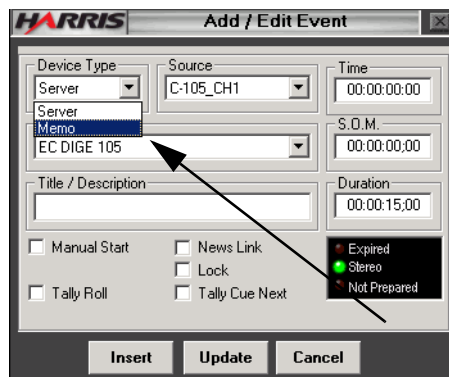 HARRIS
Add / Edit Event
Device Type
Source
Time
Server
C-105_CH1
00:00:00:00
Server
Memo
S.O.M.
EC DIGE 105
00:00:00;00
Title / Description
Duration
00:00:15;00
Manual Start
News Link
Expired
Lock
Stereo
Tally Roll
Tally Cue Next
Not Prepared
Insert
Update
Cancel